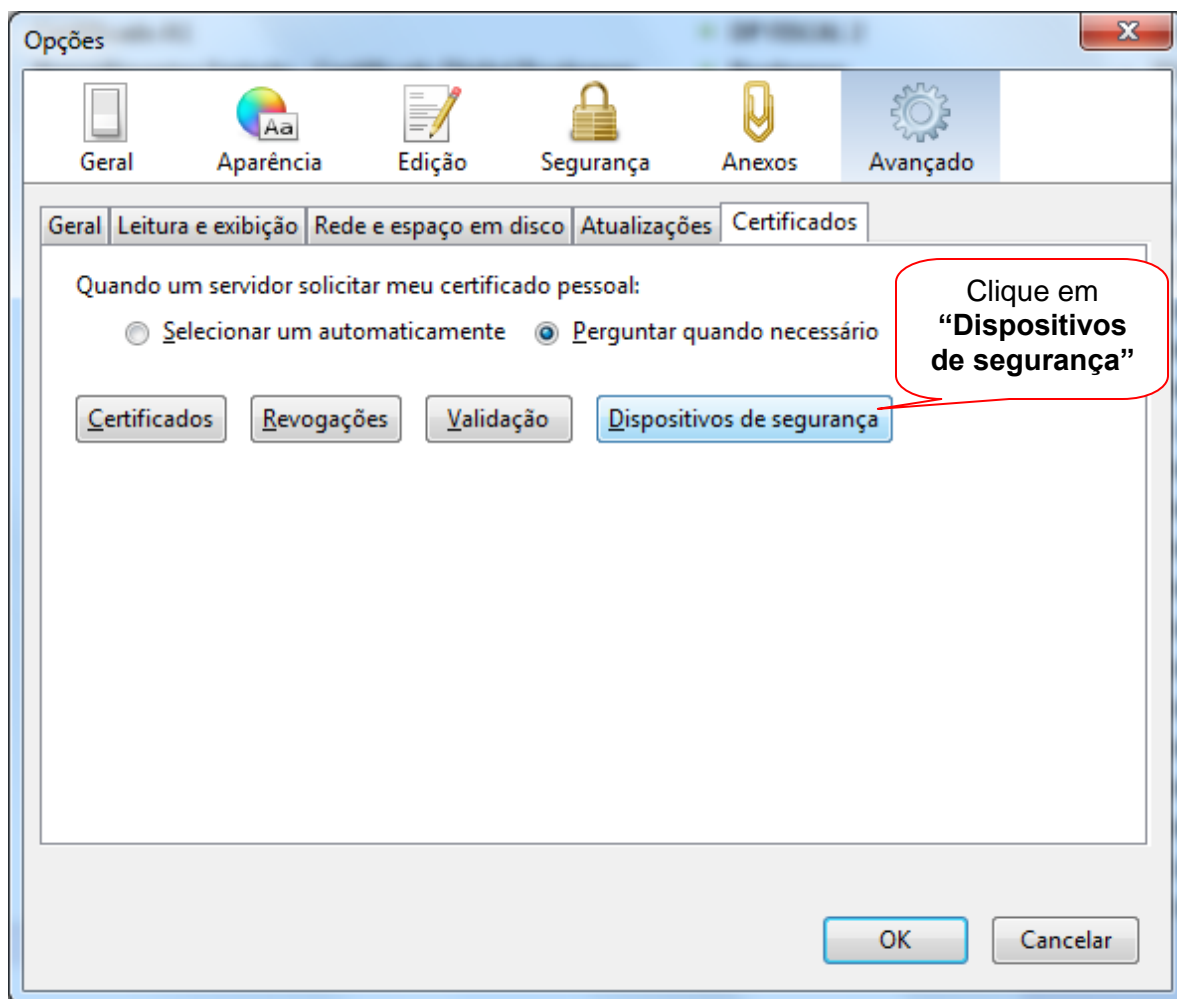 Opções
Geral Aparência Edição Segurança Anexos Avançado
Geral Leitura e exibição Rede e espaço em disco Atualizações Certificados
Quando um servidor solicitar meu certificado pessoal:
Selecionar um automaticamente Perguntar quando necessário
Clique em
“Dispositivos
de segurança”
Certificados Revogações Validação Dispositivos de segurança
OK Cancelar